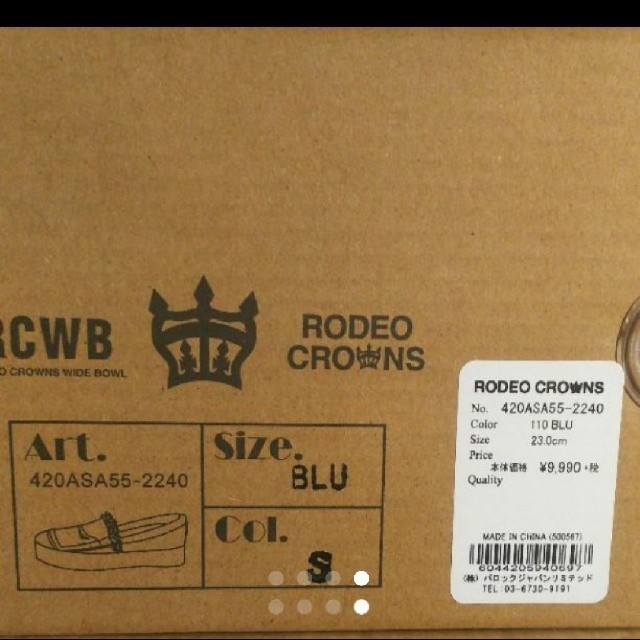 RCWB
O CROWNS WIDE BOWL
RODEO
CROWNS
Art.
420ASA55-2240
Size.
BLU
Col.
S
RODEO CROWNS
No. 420ASA55-2240
Color 110 BLU
Size 23.0cm
Price
本体価格 ¥9,990+税
Quality
MADE IN CHINA (500567)
6044205940697
(株) バロックジャパンリミテッド
TEL:03-6730-9191